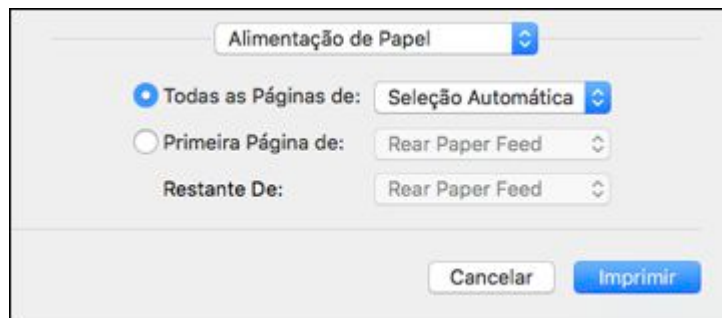 Alimentação de Papel
Todas as Páginas de: Seleção Automática
Primeira Página de: Rear Paper Feed
Restante De: Rear Paper Feed
Cancelar Imprimir